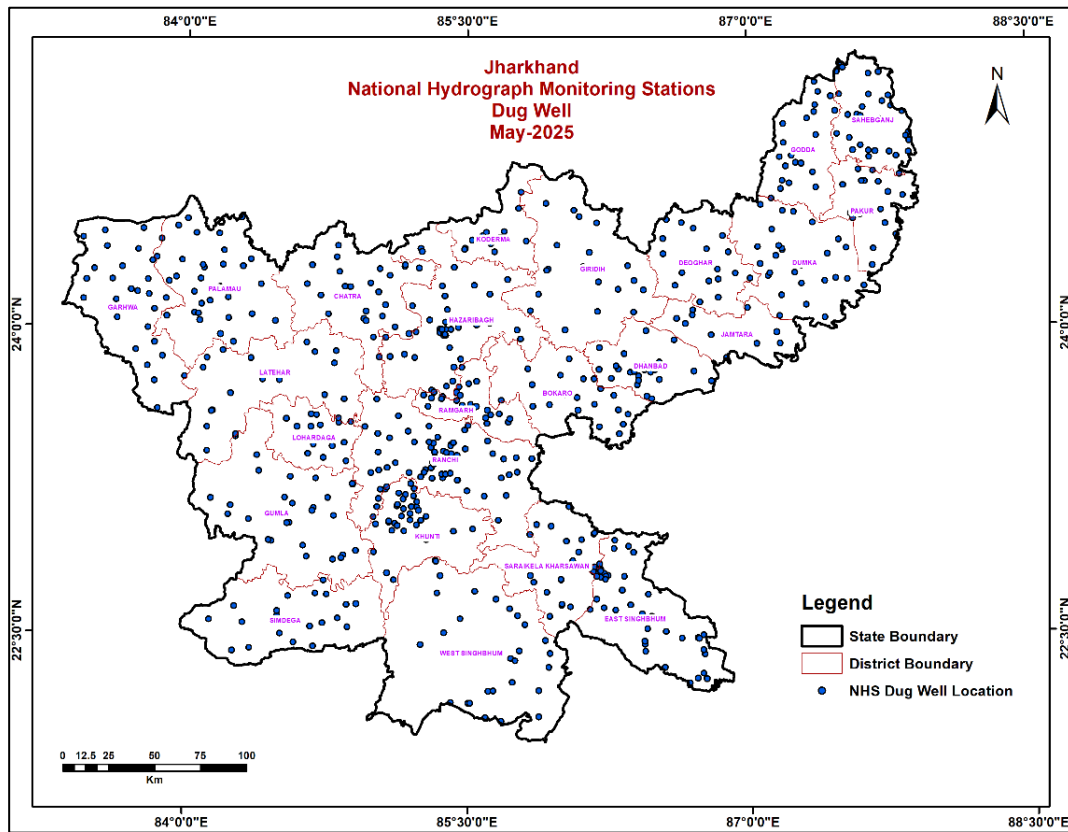 84°0'0"E
85°30'0"E
87°0'0"E
88°30'0"E
Jharkhand
National Hydrograph Monitoring Stations
Dug Well
May-2025
N
SAHEBGANJ
GODDA
PAKUR
KODERMA
DEOGHAR
DUMKA
GIRIDIH
PALAMAU
CHATRA
GARHWA
24°0'0"N
24°0'0"N
HAZARIBAGH
JAMTARA
DHANBAD
LATEHAR
BOKARO
RAMGARH
LOHARDAGA
RANCHI
GUMLA
KHUNTI
SARAIKELA KHARSAWAN
SIMDEGA
EAST SINGHBHUM
WEST SINGHBHUM
22°30'0"N
22°30'0"N
Legend
State Boundary
District Boundary
NHS Dug Well Location
0 12.5 25 50 75 100
Km
84°0'0"E
85°30'0"E
87°0'0"E
88°30'0"E